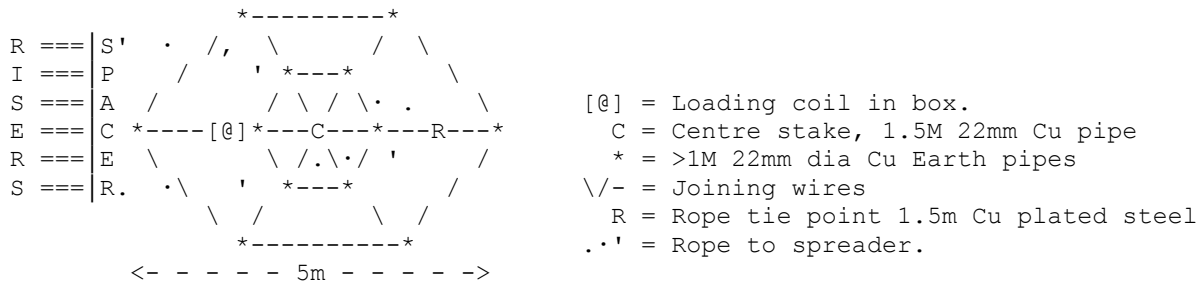 *---------*
R ===|S'  ·  /,  \      /  \
I ===|P    /    ' *---*      \
S ===|A  /       / \ / \· .    \      [@] = Loading coil in box.
E ===|C *----[@]*---C---*---R---*       C = Centre stake, 1.5M 22mm Cu pipe
R ===|E  \       \ /.\·/ '     /        * = >1M 22mm dia Cu Earth pipes
S ===|R.  ·\   '  *---*      /        \/- = Joining wires
             \  /       \  /            R = Rope tie point 1.5m Cu plated steel
               *----------*           .·' = Rope to spreader.
        <- - - - - 5m - - - - ->